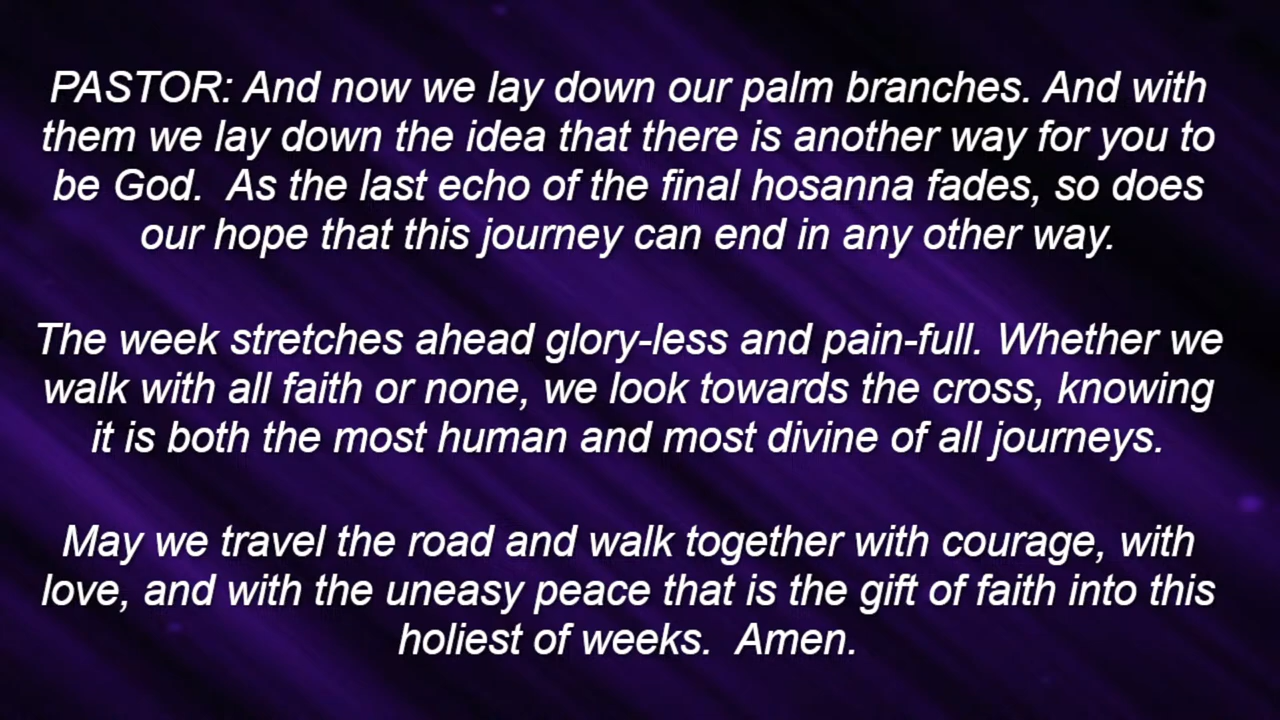 PASTOR: And now we lay down our palm branches. And with
them we lay down the idea that there is another way for you to
be God.  As the last echo of the final hosanna fades, so does
our hope that this journey can end in any other way.
The week stretches ahead glory-less and pain-full. Whether we
walk with all faith or none, we look towards the cross, knowing
it is both the most human and most divine of all journeys.
May we travel the road and walk together with courage, with
love, and with the uneasy peace that is the gift of faith into this
holiest of weeks.  Amen.